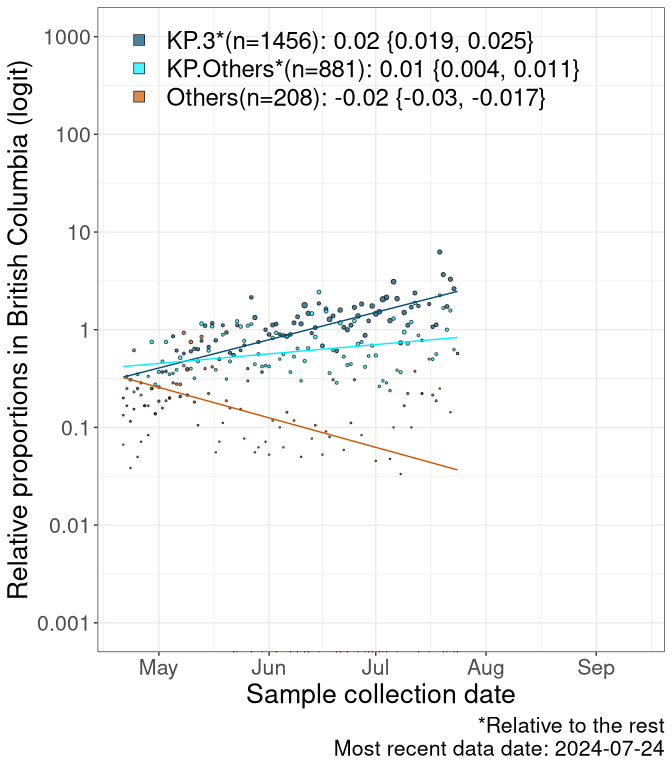 KP.3*(n=1456): 0.02 {0.019, 0.025}
KP.Others*(n=881): 0.01 {0.004, 0.011}
Others(n=208): -0.02 {-0.03, -0.017}
Relative proportions in British Columbia (logit)
1000
100
10
1
0.1
0.01
0.001
May Jun Jul Aug Sep
Sample collection date
*Relative to the rest
Most recent data date: 2024-07-24